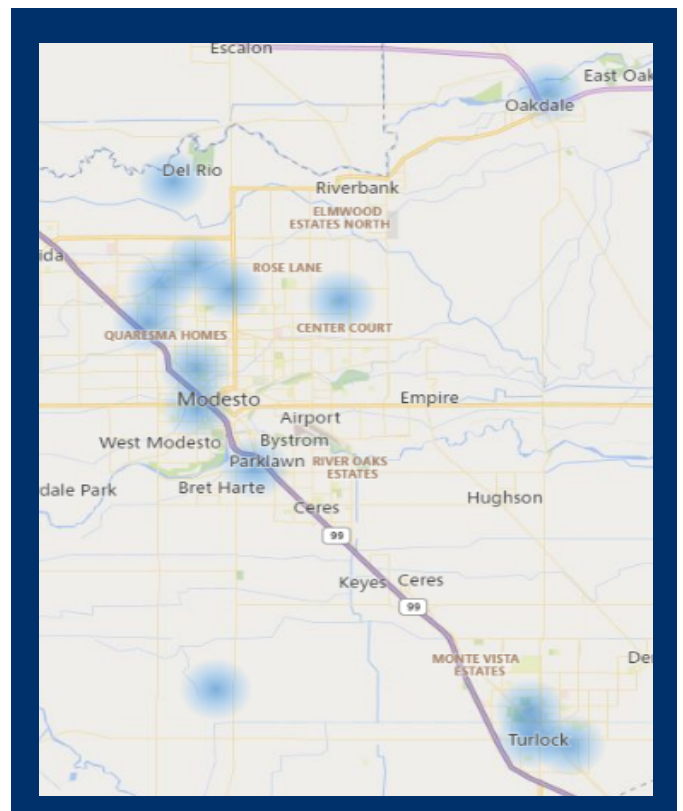 Escalon
East Oak
Oakdale
Del Rio
Riverbank
ELMWOOD
ESTATES NORTH
ida
ROSE LANE
QUARESMA HOMES
CENTER COURT
Modesto
Empire
Airport
West Modesto
Bystrom
Parklawn
RIVER OAKS
ESTATES
dale Park
Bret Harte
Hughson
Ceres
99
Keyes
Ceres
99
MONTE VISTA
ESTATES
De
Turlock